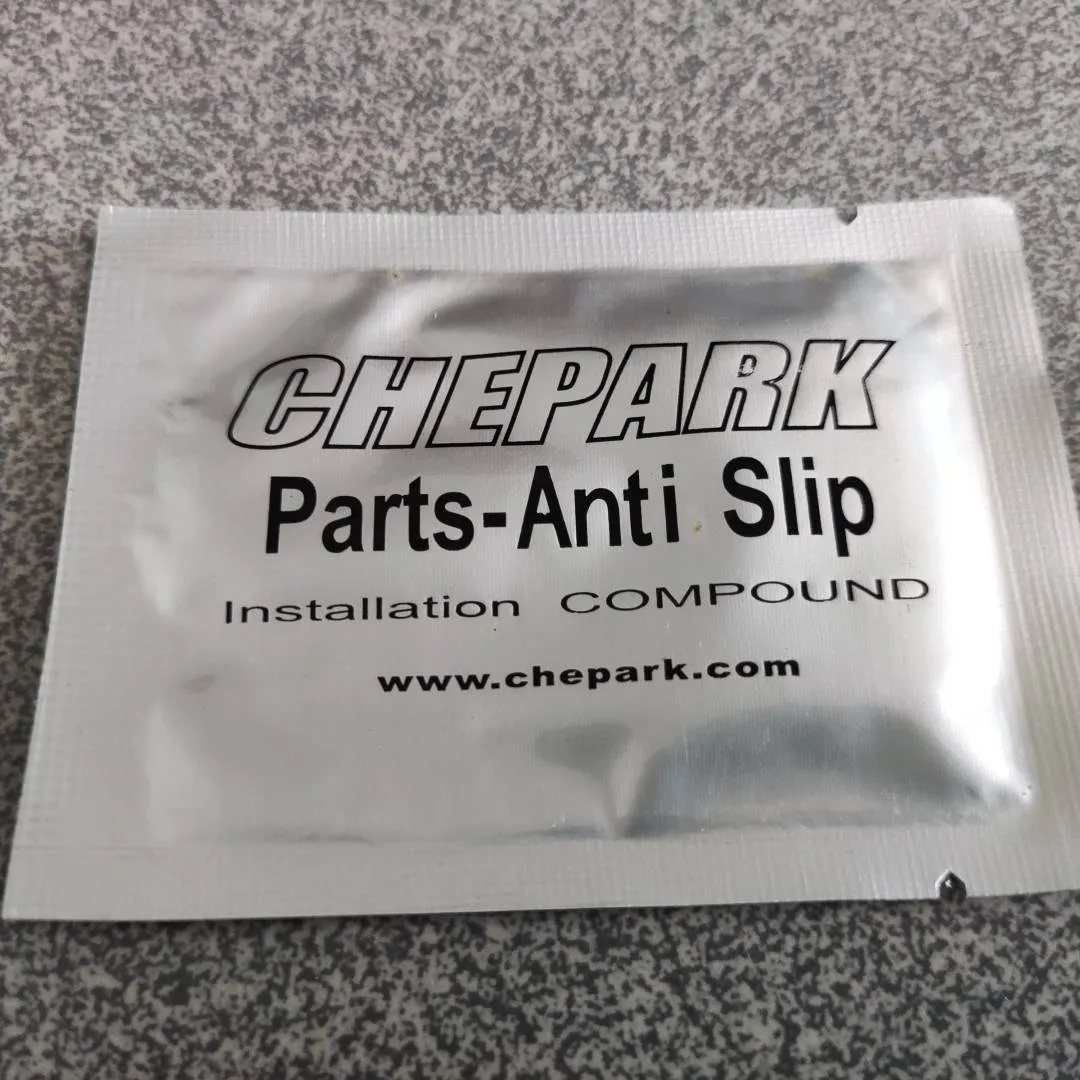 CHEPARK
Parts-Anti Slip
Installation COMPOUND
www.chepark.com